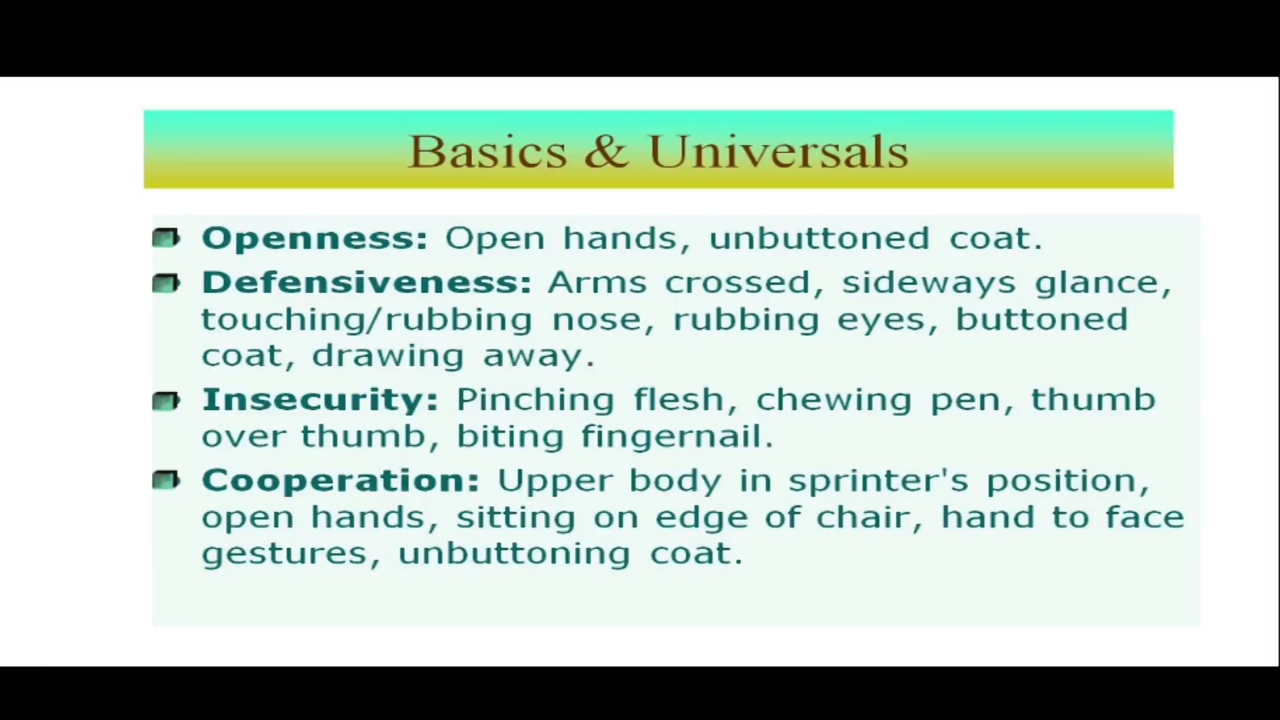 Basics & Universals
Openness: Open hands, unbuttoned coat.
Defensiveness: Arms crossed, sideways glance,
touching/rubbing nose, rubbing eyes, buttoned
coat, drawing away.
Insecurity: Pinching flesh, chewing pen, thumb
over thumb, biting fingernail.
Cooperation: Upper body in sprinter's position,
open hands, sitting on edge of chair, hand to face
gestures, unbuttoning coat.